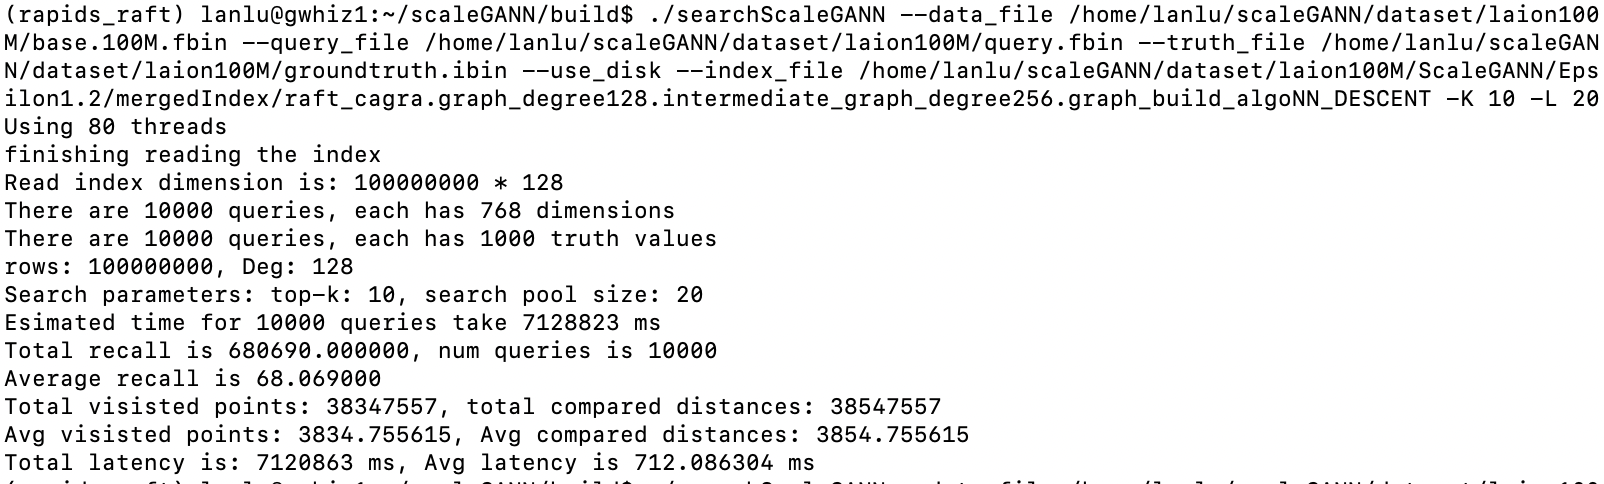 (rapids_raft) lanlu@gwhiz1:~/scaleGANN/build$ ./searchScaleGANN --data_file /home/lanlu/scaleGANN/dataset/laion100
M/base.100M.fbin --query_file /home/lanlu/scaleGANN/dataset/laion100M/query.fbin --truth_file /home/lanlu/scaleGAN
N/dataset/laion100M/groundtruth.ibin --use_disk --index_file /home/lanlu/scaleGANN/dataset/laion100M/ScaleGANN/Eps
ilon1.2/mergedIndex/raft_cagra.graph_degree128.intermediate_graph_degree256.graph_build_algoNN_DESCENT -K 10 -L 20
Using 80 threads
finishing reading the index
Read index dimension is: 100000000 * 128
There are 10000 queries, each has 768 dimensions
There are 10000 queries, each has 1000 truth values
rows: 100000000, Deg: 128
Search parameters: top-k: 10, search pool size: 20
Esimated time for 10000 queries take 7128823 ms
Total recall is 680690.000000, num queries is 10000
Average recall is 68.069000
Total visisted points: 38347557, total compared distances: 38547557
Avg visisted points: 3834.755615, Avg compared distances: 3854.755615
Total latency is: 7120863 ms, Avg latency is 712.086304 ms